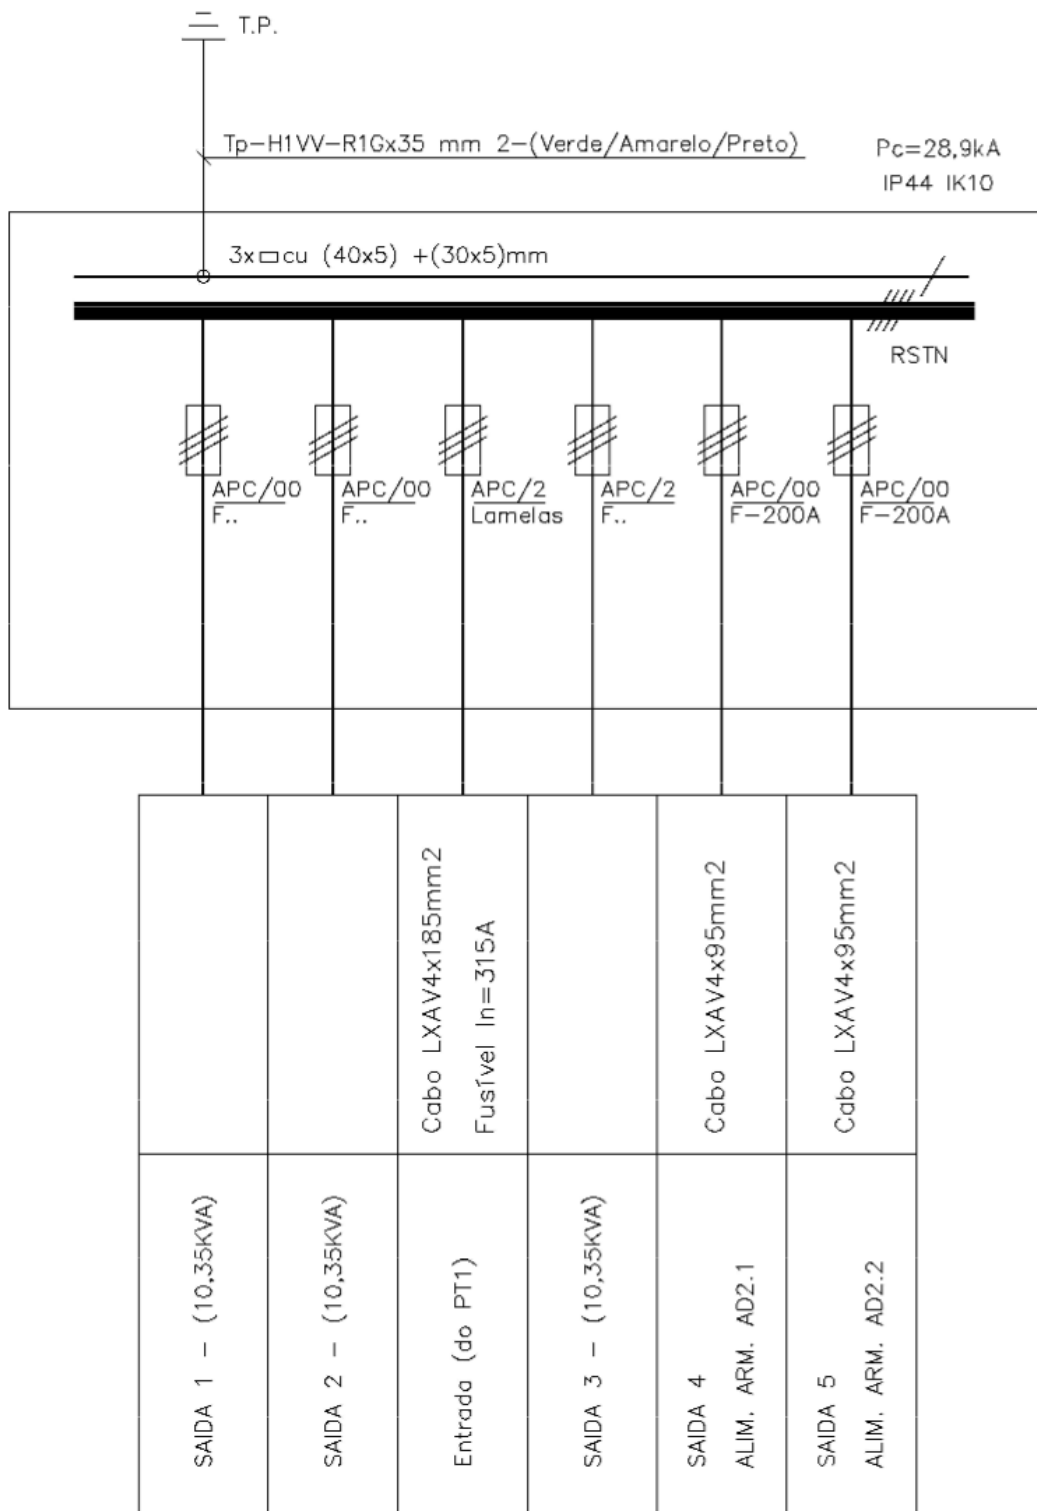 T.P.
Tp-H1VV-R1Gx35 mm 2-(Verde/Amarelo/Preto)
Pc=28,9kA
IP44 IK10
3x▭cu (40x5) +(30x5)mm
RSTN
APC/00
F..
APC/00
F..
APC/2
Lamelas
APC/2
F..
APC/00
F-200A
APC/00
F-200A
Cabo LXAV4x185mm2
Fusível In=315A
Cabo LXAV4x95mm2
Cabo LXAV4x95mm2
SAIDA 1 - (10,35KVA)
SAIDA 2 - (10,35KVA)
Entrada (do PT1)
SAIDA 3 - (10,35KVA)
SAIDA 4
ALIM. ARM. AD2.1
SAIDA 5
ALIM. ARM. AD2.2